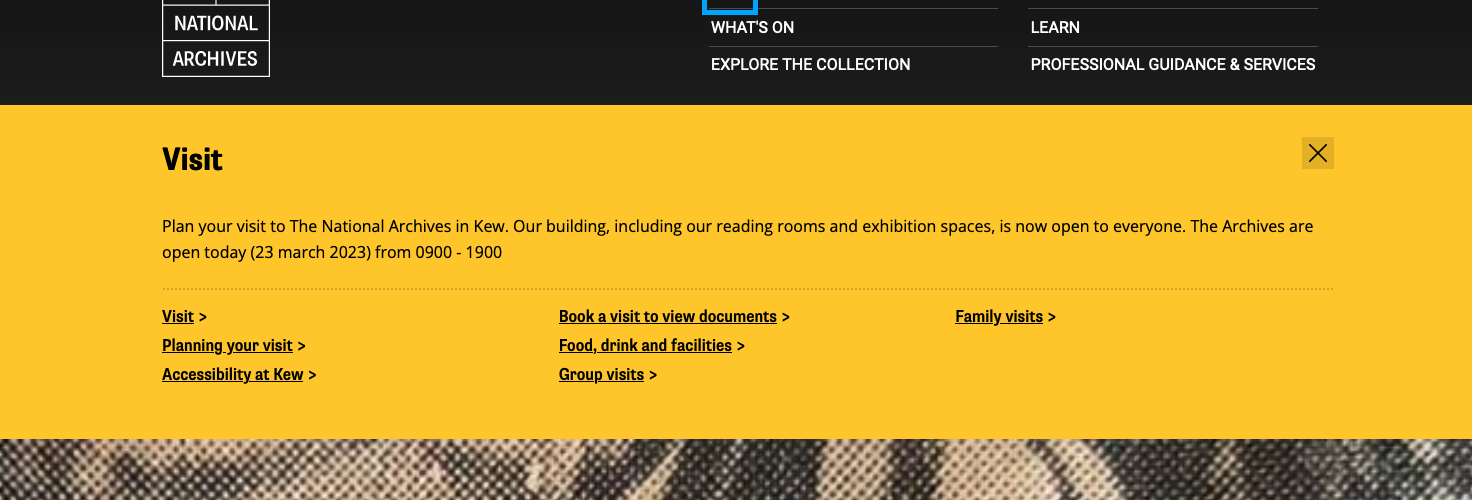 NATIONAL
ARCHIVES
WHAT'S ON
LEARN
EXPLORE THE COLLECTION
PROFESSIONAL GUIDANCE & SERVICES
Visit
Plan your visit to The National Archives in Kew. Our building, including our reading rooms and exhibition spaces, is now open to everyone. The Archives are
open today (23 march 2023) from 0900 - 1900
Visit >
Book a visit to view documents >
Family visits >
Planning your visit >
Food, drink and facilities >
Accessibility at Kew >
Group visits >